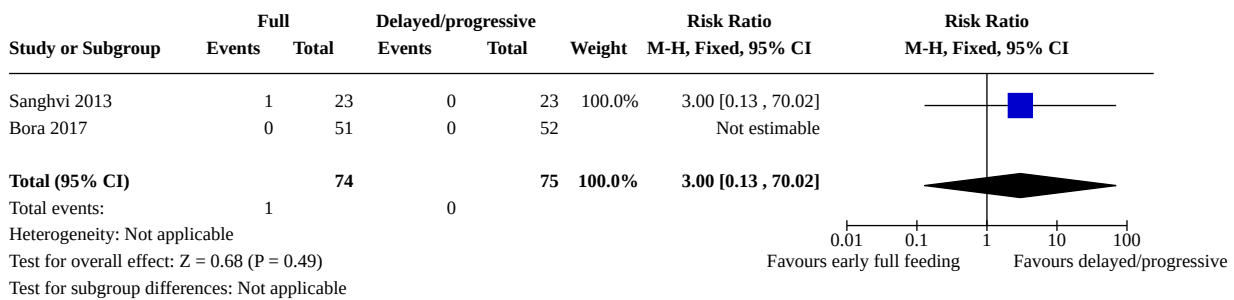 Full Delayed/progressive Risk Ratio Risk Ratio
Study or Subgroup Events Total Events Total Weight M-H, Fixed, 95% CI M-H, Fixed, 95% CI
Sanghvi 2013 1 23 0 23 100.0% 3.00 [0.13 , 70.02]
Bora 2017 0 51 0 52 Not estimable
Total (95% CI) 74 75 100.0% 3.00 [0.13 , 70.02]
Total events: 1 0
Heterogeneity: Not applicable
0.01 0.1 1 10 100
Test for overall effect: Z = 0.68 (P = 0.49) Favours early full feeding Favours delayed/progressive
Test for subgroup differences: Not applicable